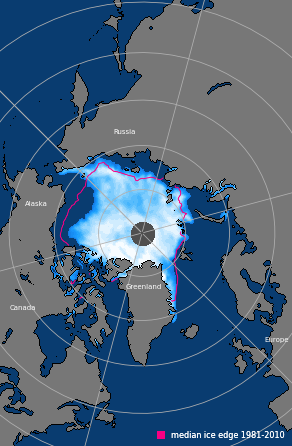 Russia
Alaska
Greenland
Canada
Europe
median ice edge 1981-2010